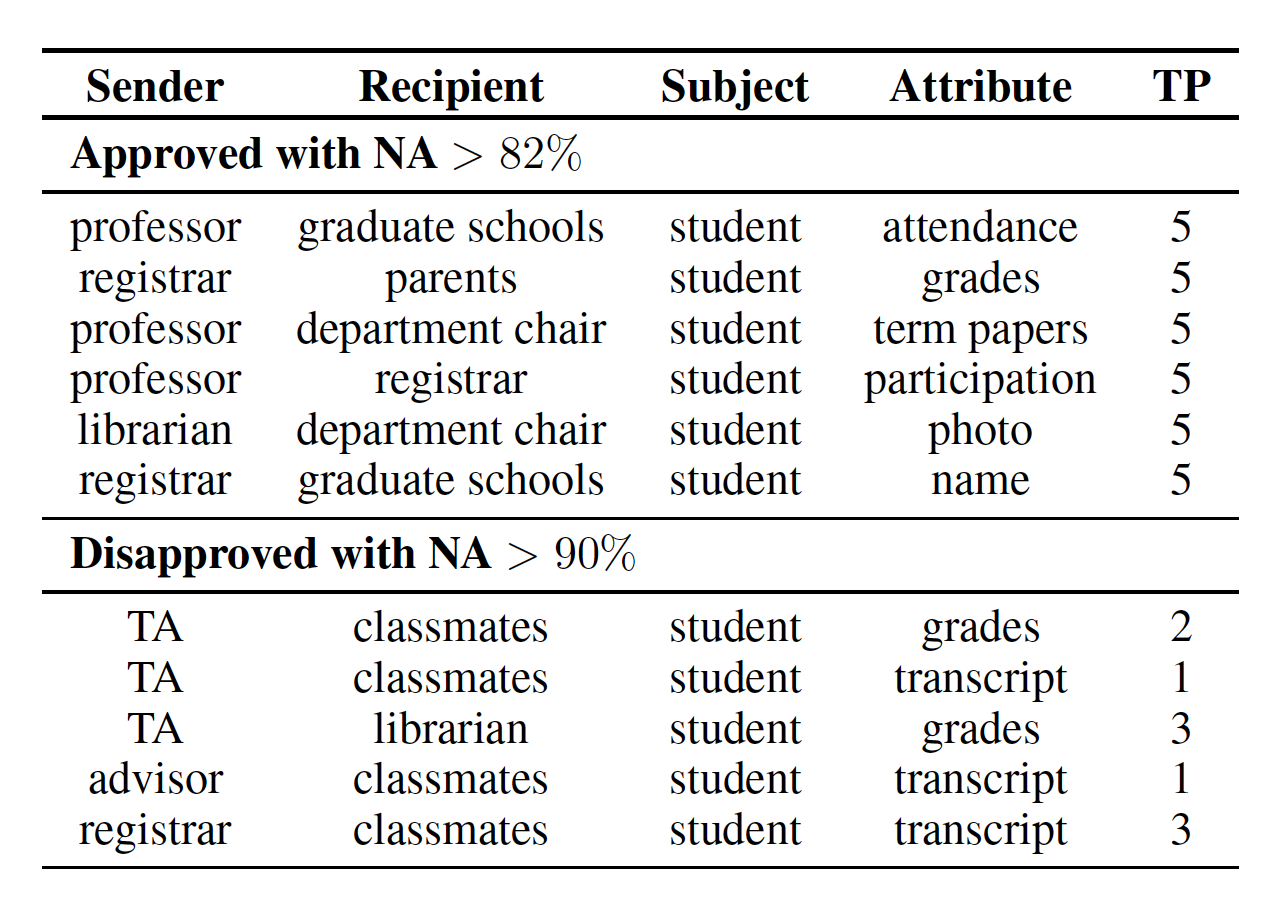 Sender Recipient Subject Attribute TP
Approved with NA > 82%
professor graduate schools student attendance 5
registrar parents student grades 5
professor department chair student term papers 5
professor registrar student participation 5
librarian department chair student photo 5
registrar graduate schools student name 5
Disapproved with NA > 90%
TA classmates student grades 2
TA classmates student transcript 1
TA librarian student grades 3
advisor classmates student transcript 1
registrar classmates student transcript 3